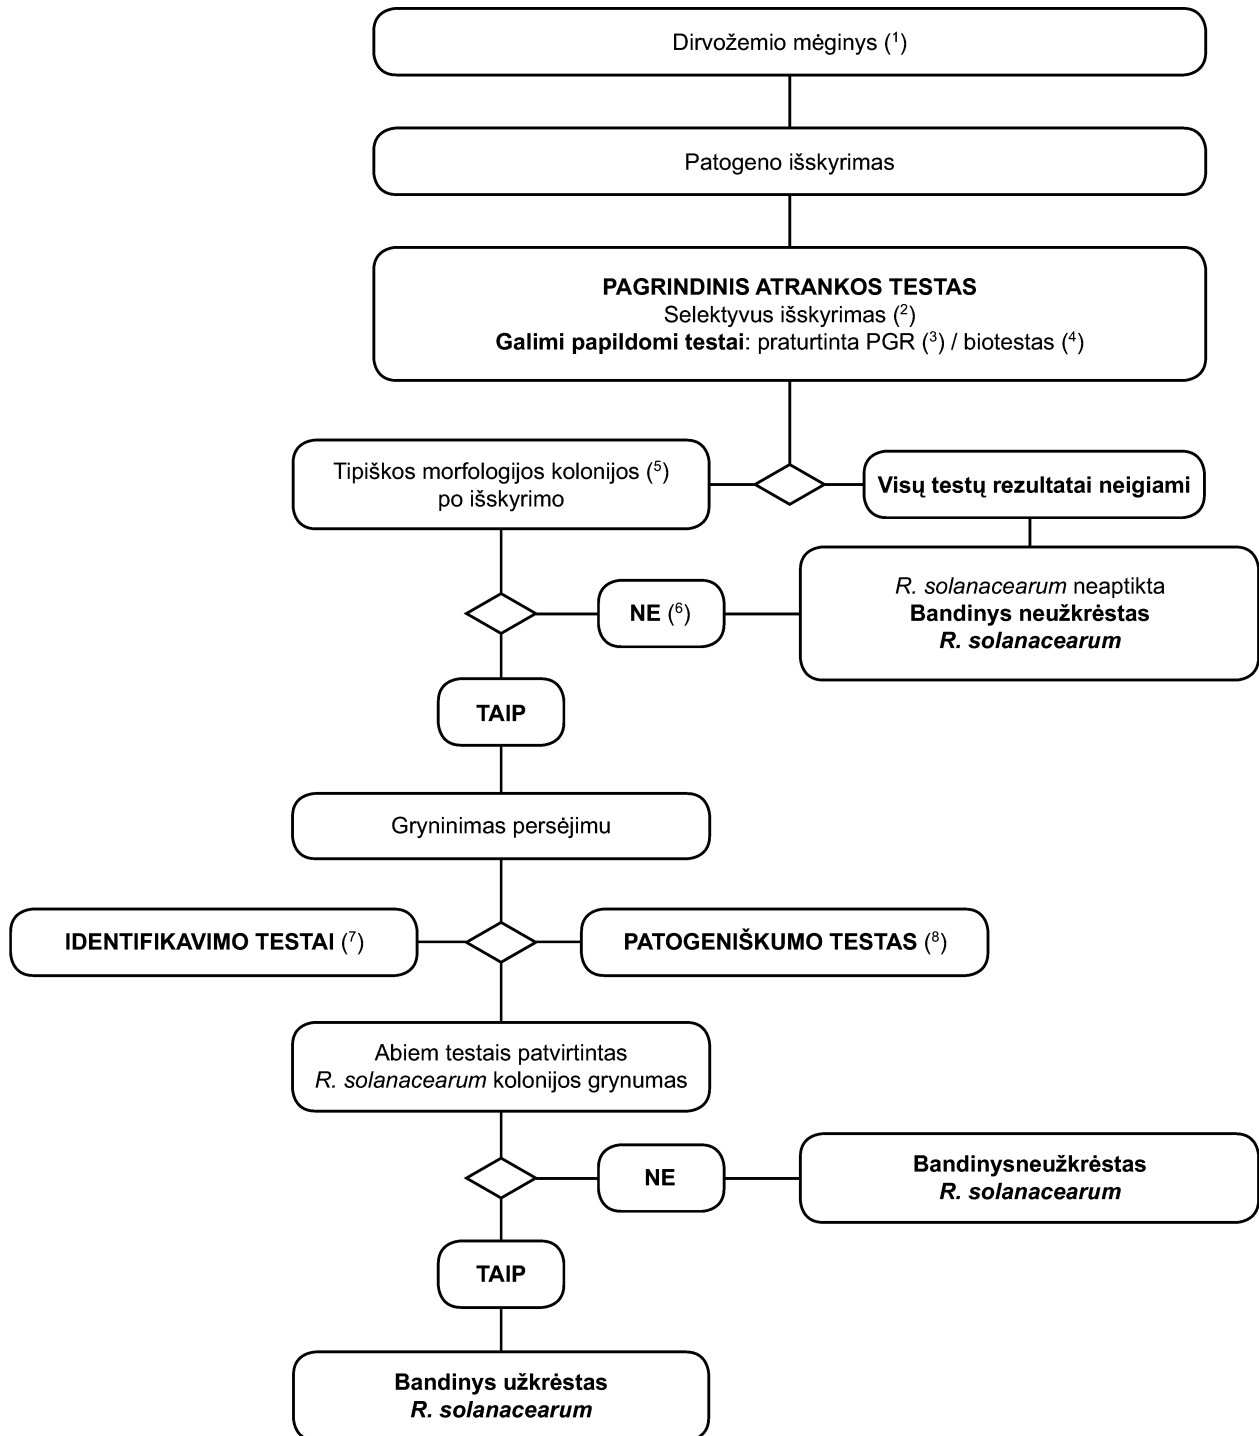 Dirvožemio mėginys (¹)
Patogeno išskyrimas
PAGRINDINIS ATRANKOS TESTAS
Selektyvus išskyrimas (²)
Galimi papildomi testai: praturtinta PGR (³) / biotestas (⁴)
Tipiškos morfologijos kolonijos (⁵)
po išskyrimo
Visų testų rezultatai neigiami
NE (⁶)
R. solanacearum neaptikta
Bandinys neužkrėstas
R. solanacearum
TAIP
Gryninimas persėjimu
IDENTIFIKAVIMO TESTAI (⁷)
PATOGENIŠKUMO TESTAS (⁸)
Abiem testais patvirtintas
R. solanacearum kolonijos grynumas
NE
Bandinysneužkrėstas
R. solanacearum
TAIP
Bandinys užkrėstas
R. solanacearum